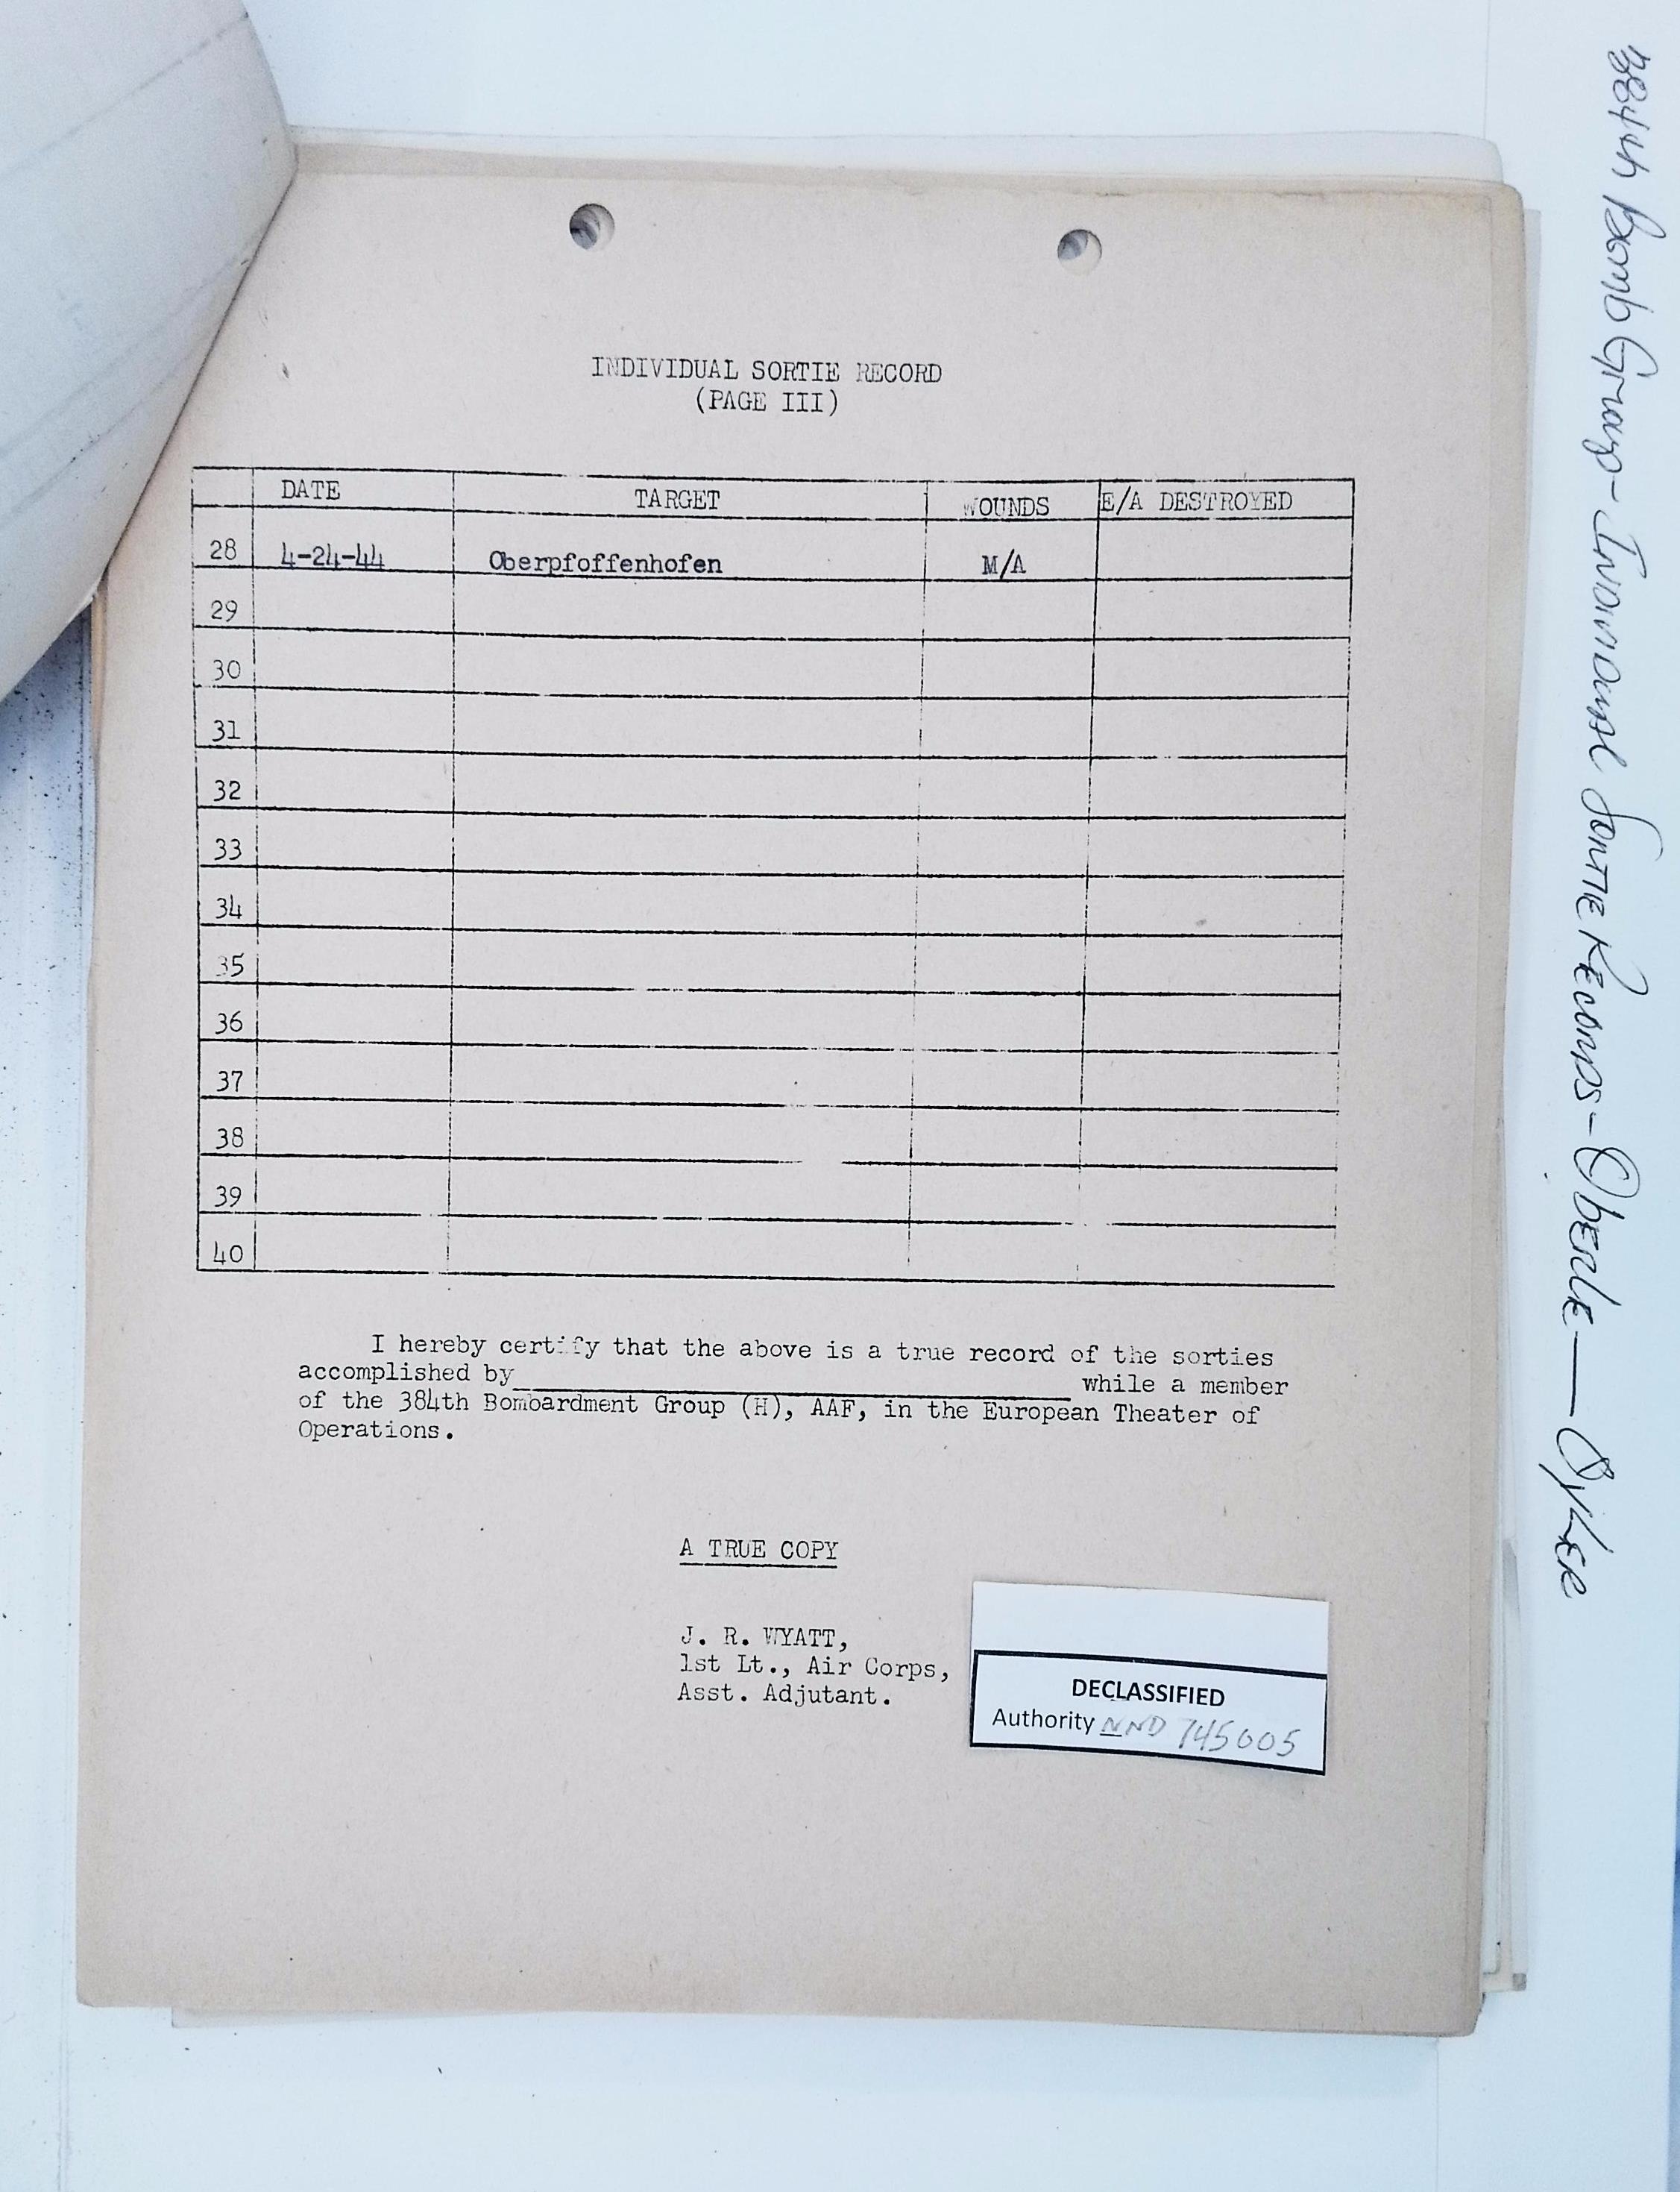 INDIVIDUAL SORTIE RECORD
(PAGE III)
DATE TARGET WOUNDS E/A DESTROYED
28 4-24-44 Oberpfoffenhofen M/A
29
30
31
32
33
34
35
36
37
38
39
40
I hereby certify that the above is a true record of the sorties
accomplished by while a member
of the 384th Bombardment Group (H), AAF, in the European Theater of
Operations.
A TRUE COPY
J. R. WYATT,
1st Lt., Air Corps,
Asst. Adjutant.
DECLASSIFIED
Authority NND 745005
384th Bomb Group - Individual Sortie Records - Oberle — Oyler